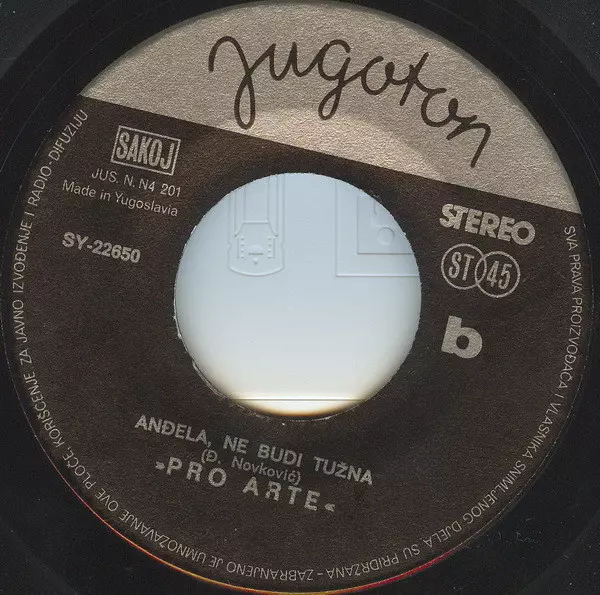 jugoton
SAKOJ
JUS. N. N4 201
Made in Yugoslavia
SY-22650
STEREO
ST 45
b
ANĐELA, NE BUDI TUŽNA
(Đ. Novković)
»PRO ARTE«
SVA PRAVA PROIZVOĐAČA I VLASNIKA SNIMLJENOG DJELA SU PRIDRŽANA - ZABRANJENO JE UMNOŽAVANJE OVE PLOČE, KORIŠĆENJE ZA JAVNO IZVOĐENJE I RADIO-DIFUZIJU